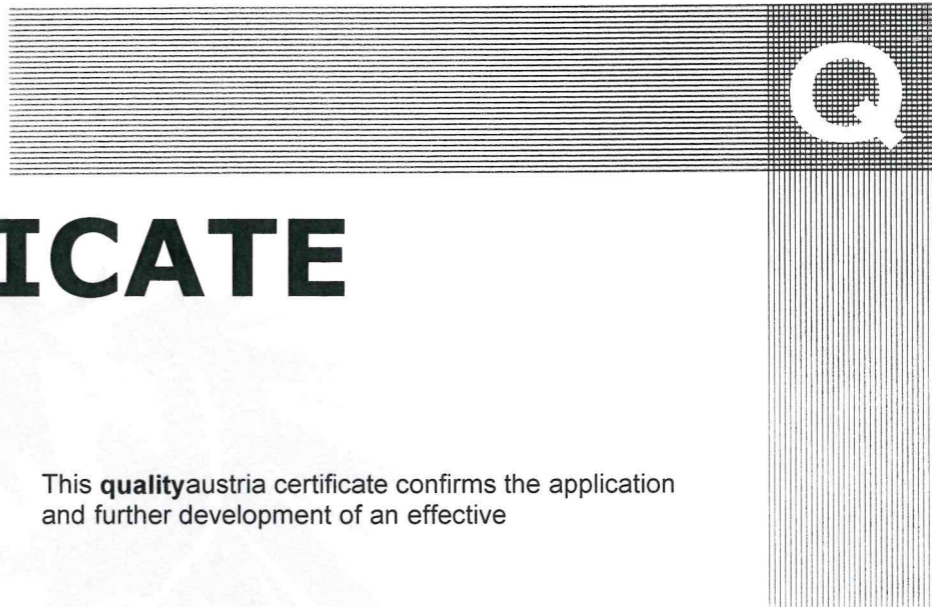 Q
ICATE
This qualityaustria certificate confirms the application
and further development of an effective